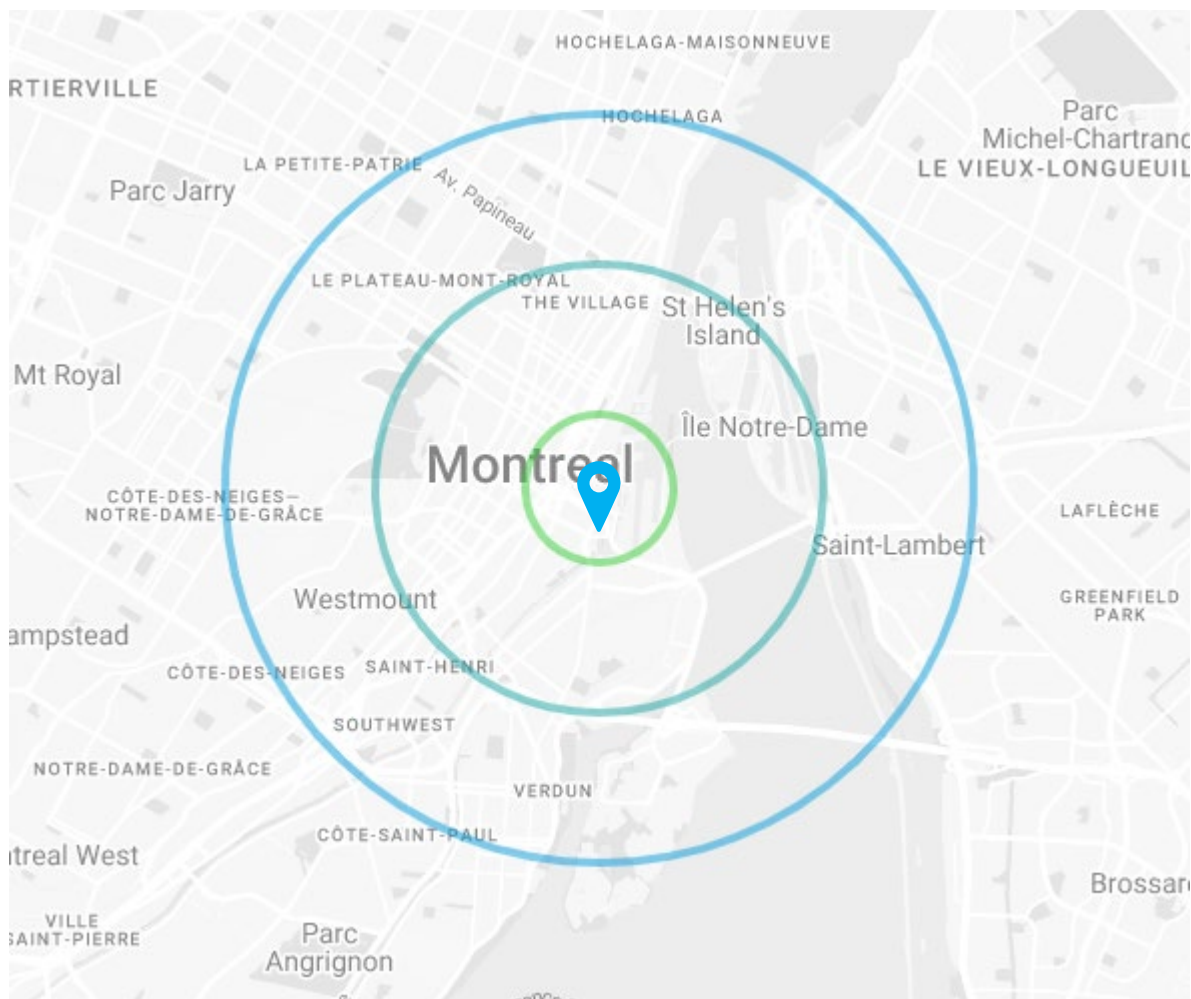 HOCHELAGA-MAISONNEUVE
RTIERVILLE
Parc
Michel-Chartrand
HOCHELAGA
LE VIEUX-LONGUEUIL
LA PETITE-PATRIE
Av. Papineau
Parc Jarry
LE PLATEAU-MONT-ROYAL
THE VILLAGE
St Helen's
Island
Mt Royal
Île Notre-Dame
Montreal
CÔTE-DES-NEIGES—
NOTRE-DAME-DE-GRÂCE
LAFLÈCHE
Saint-Lambert
Westmount
GREENFIELD
PARK
ampstead
SAINT-HENRI
CÔTE-DES-NEIGES
SOUTHWEST
NOTRE-DAME-DE-GRÂCE
VERDUN
CÔTE-SAINT-PAUL
treal West
Brossard
VILLE
SAINT-PIERRE
Parc
Angrignon